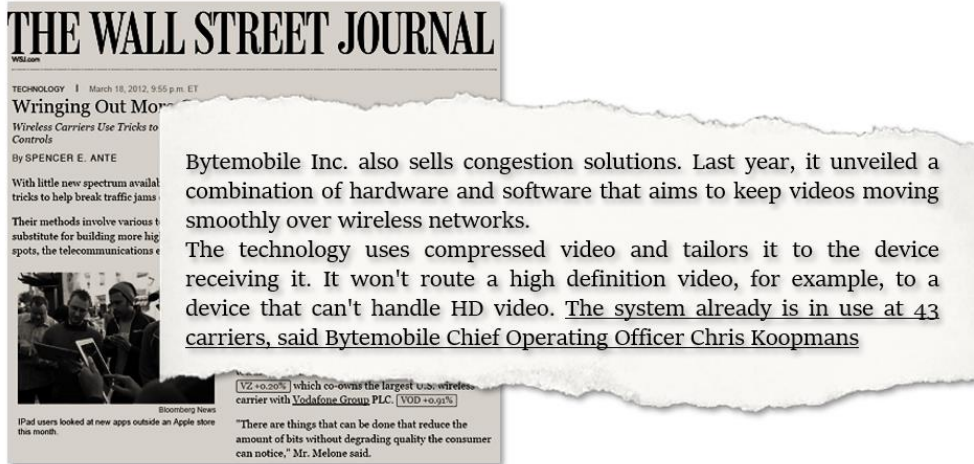 THE WALL STREET JOURNAL
WSJ.com
TECHNOLOGY | March 18, 2012, 9:55 p.m. ET
Wringing Out More
Wireless Carriers Use Tricks to
Controls
By SPENCER E. ANTE
With little new spectrum
tricks to help break traffic jams
Their methods involve various
substitute for building more
spots, the telecommunications
Bytemobile Inc. also sells congestion solutions. Last year, it unveiled a
combination of hardware and software that aims to keep videos moving
smoothly over wireless networks.
The technology uses compressed video and tailors it to the device
receiving it. It won't route a high definition video, for example, to a
device that can't handle HD video. The system already is in use at 43
carriers, said Bytemobile Chief Operating Officer Chris Koopmans
Bloomberg News
IPad users looked at new apps outside an Apple store
this month.
VZ +0.20% which co-owns the largest U.S. wireless
carrier with Vodafone Group PLC. VOD +0.91%
"There are things that can be done that reduce the
amount of bits without degrading quality the consumer
can notice," Mr. Melone said.